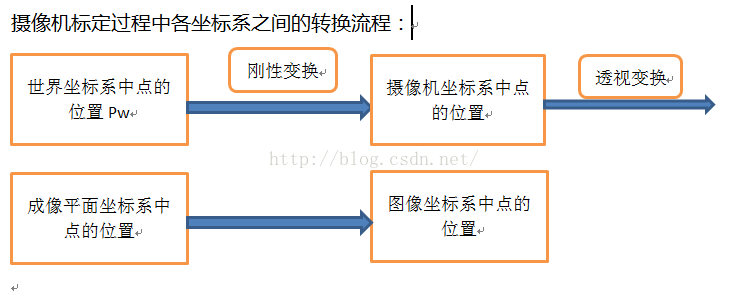 摄像机标定过程中各坐标系之间的转换流程：
世界坐标系中点的
位置 Pw
刚性变换
摄像机坐标系中点
的位置
透视变换
http://blog.csdn.net/
成像平面坐标系中
点的位置
图像坐标系中点的
位置